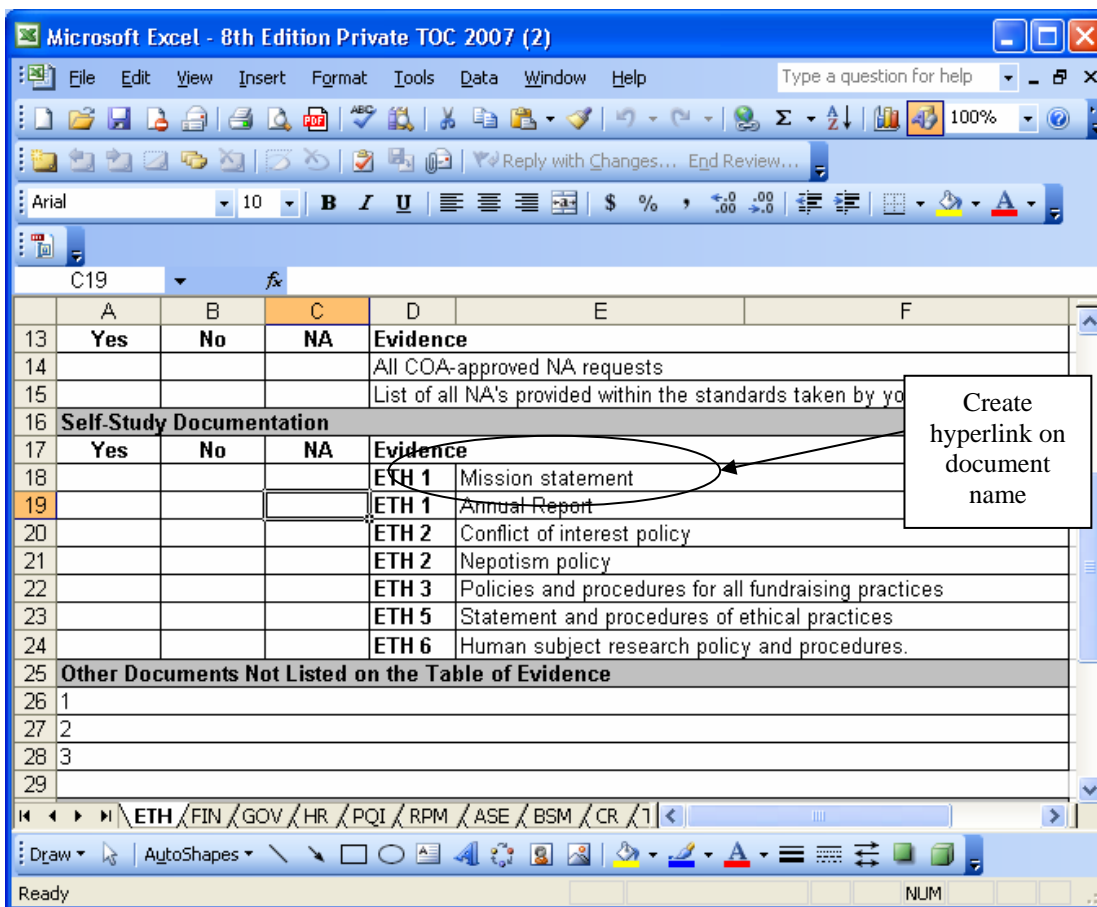 Microsoft Excel - 8th Edition Private TOC 2007 (2)
File Edit View Insert Format Tools Data Window Help Type a question for help
ABC Σ 100%
Reply with Changes... End Review...
Arial 10 B I U $ % , .00 A
C19 fx
A B C D E F
13 Yes No NA Evidence
14 All COA-approved NA requests
15 List of all NA's provided within the standards taken by yo
16 Self-Study Documentation
17 Yes No NA Evidence
18 ETH 1 Mission statement
19 ETH 1 Annual Report
20 ETH 2 Conflict of interest policy
21 ETH 2 Nepotism policy
22 ETH 3 Policies and procedures for all fundraising practices
23 ETH 5 Statement and procedures of ethical practices
24 ETH 6 Human subject research policy and procedures.
25 Other Documents Not Listed on the Table of Evidence
26 1
27 2
28 3
29
Create
hyperlink on
document
name
ETH FIN GOV HR PQI RPM ASE BSM CR
Draw AutoShapes A
Ready NUM